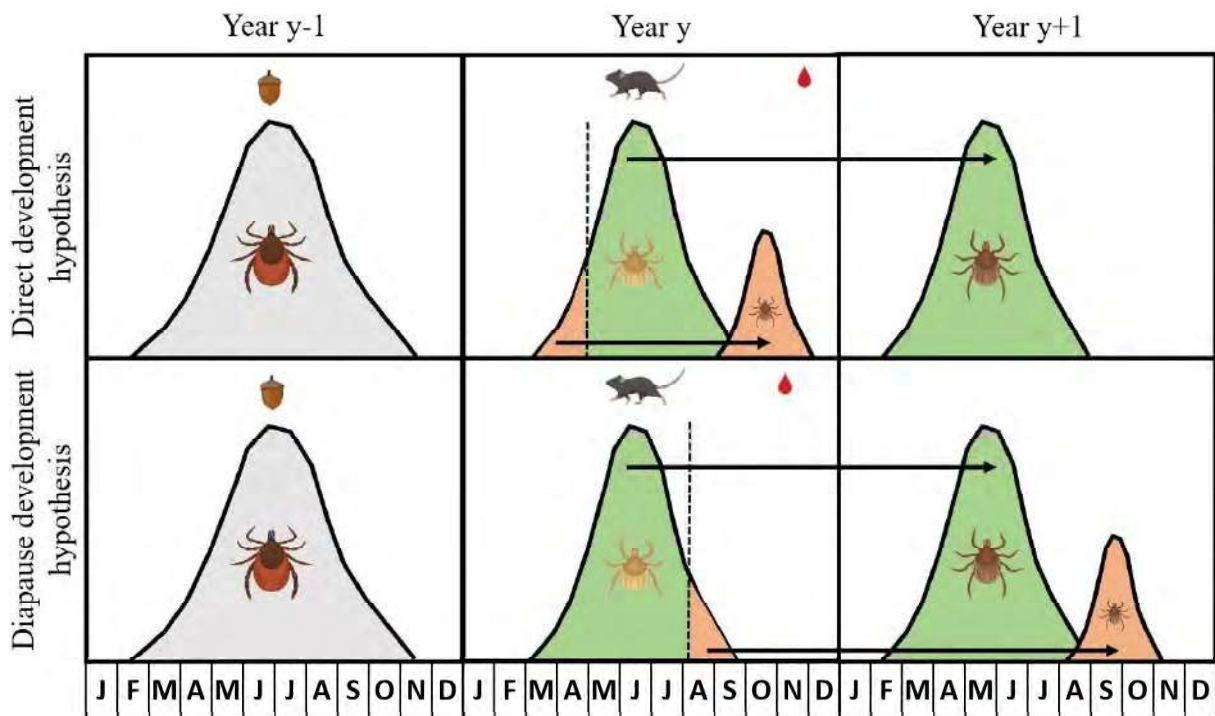 Year y-1 Year y Year y+1
Direct development
hypothesis
Diapause development
hypothesis
J F M A M J J A S O N D J F M A M J J A S O N D J F M A M J J A S O N D